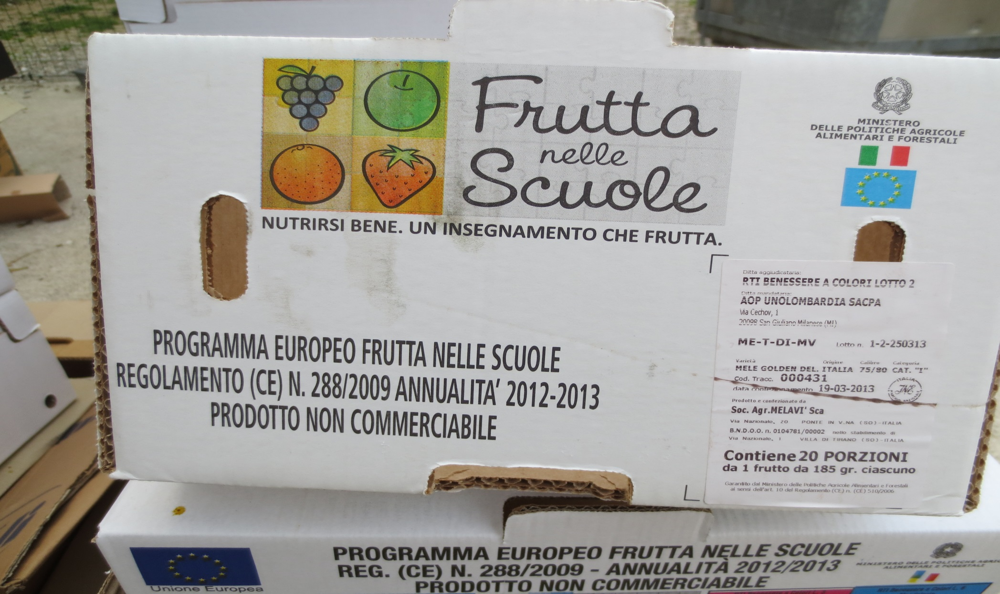 Frutta
nelle
Scuole
NUTRIRSI BENE. UN INSEGNAMENTO CHE FRUTTA.
MINISTERO
DELLE POLITICHE AGRICOLE
ALIMENTARI E FORESTALI
PROGRAMMA EUROPEO FRUTTA NELLE SCUOLE
REGOLAMENTO (CE) N. 288/2009 ANNUALITA' 2012-2013
PRODOTTO NON COMMERCIABILE
Ditta aggiudicataria:
RTI BENESSERE A COLORI LOTTO 2
Ditta mandataria:
AOP UNOLOMBARDIA SACPA
Via Cechov, 1
20098 San Giuliano Milanese (MI)
ME-T-DI-MV Lotto n. 1-2-250313
Varietà Origine Calibro Categoria
MELE GOLDEN DEL. ITALIA 75/80 CAT. "I"
Cod. Tracc. 000431
data confezionamento 19-03-2013
ITALIA
Prodotto e confezionato da
Soc. Agr.MELAVI' Sca
Via Nazionale, 20 PONTE IN V.NA (SO)-ITALIA
B.N.D.O.O. n. 0104781/00002 nello stabilimento di
Via Nazionale, 1 VILLA DI TIRANO (SO)-ITALIA
Contiene 20 PORZIONI
da 1 frutto da 185 gr. ciascuno
Garantito dal Ministero delle Politiche Agricole Alimentari e Forestali
ai sensi dell'art. 10 del Regolamento (CE) n. (CE) 510/2006
Unione Europea
PROGRAMMA EUROPEO FRUTTA NELLE SCUOLE
REG. (CE) N. 288/2009 - ANNUALITÀ 2012/2013
PRODOTTO NON COMMERCIABILE
MINISTERO DELLE POLITICHE
ALIMENTARI E FORESTALI
RTI Benessere a Colori L.